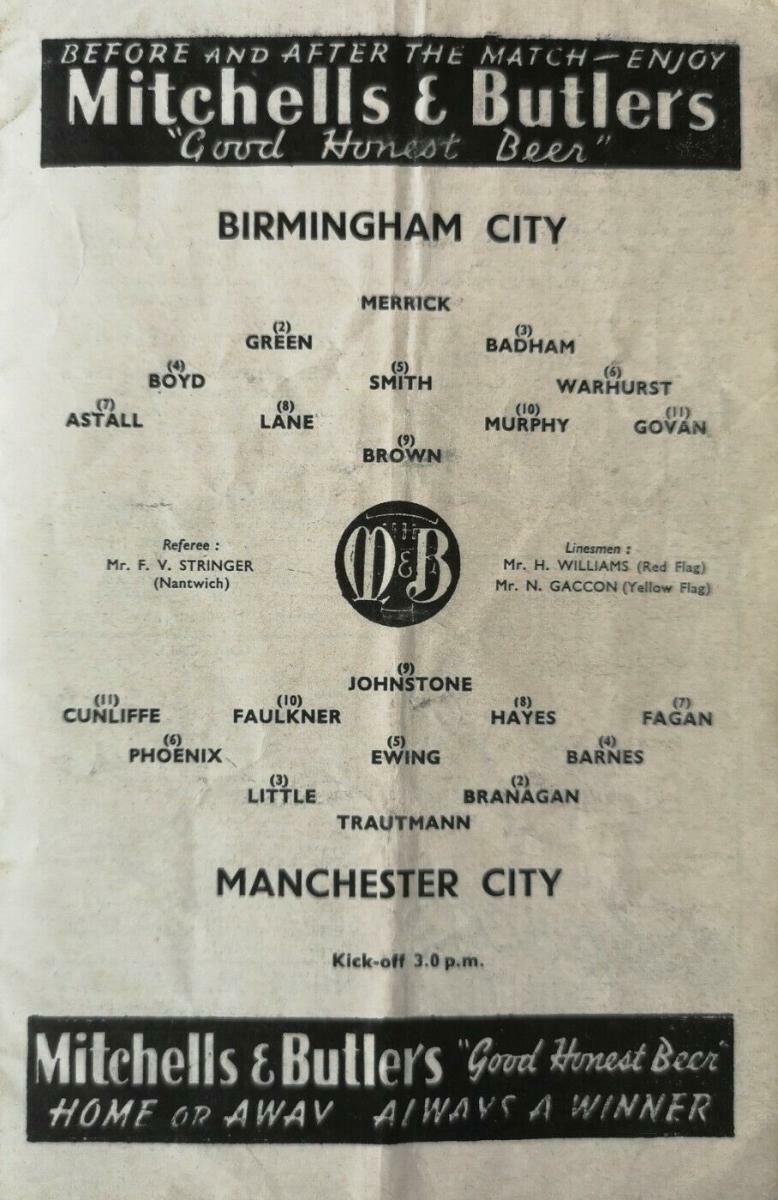 BEFORE AND AFTER THE MATCH—ENJOY
Mitchells & Butlers
"Good Honest Beer"
BIRMINGHAM CITY
MERRICK
(2) (3)
GREEN BADHAM
(4) (5) (6)
BOYD SMITH WARHURST
(7) (8) (10) (11)
ASTALL LANE MURPHY GOVAN
(9)
BROWN
Referee :
Mr. F. V. STRINGER
(Nantwich)
M&B
Linesmen :
Mr. H. WILLIAMS (Red Flag)
Mr. N. GACCON (Yellow Flag)
(9)
JOHNSTONE
(11) (10) (8) (7)
CUNLIFFE FAULKNER HAYES FAGAN
(6) (5) (4)
PHOENIX EWING BARNES
(3) (2)
LITTLE BRANAGAN
TRAUTMANN
MANCHESTER CITY
Kick-off 3.0 p.m.
Mitchells & Butlers "Good Honest Beer"
HOME OR AWAY ALWAYS A WINNER